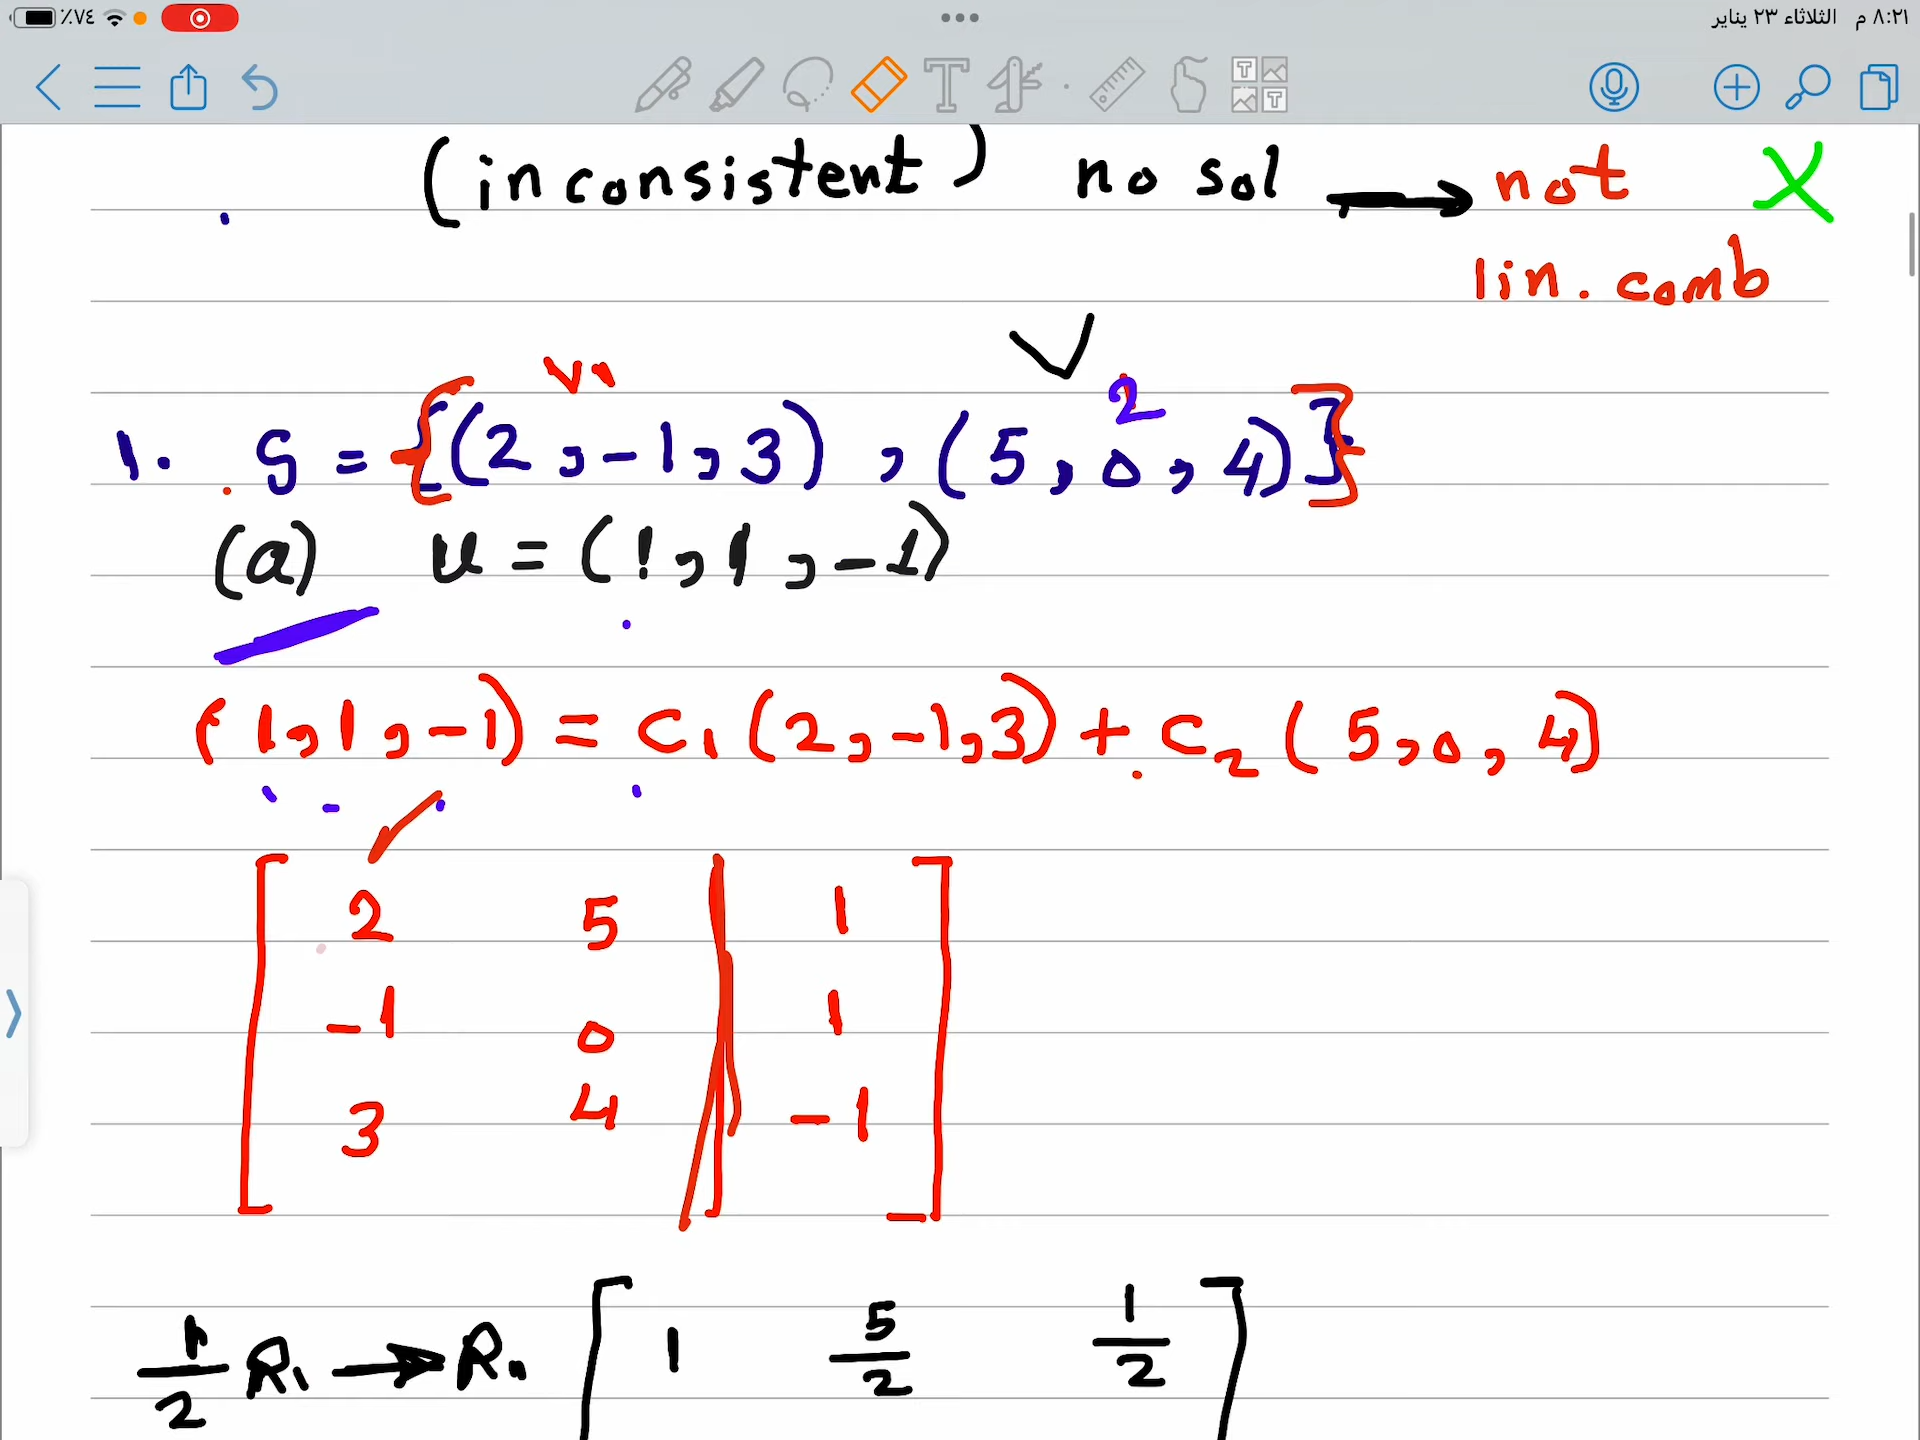 ٪٧٤
٨:٢١ م الثلاثاء ٢٣ يناير
(inconsistent) no sol → not X
lin. comb
V1 V2
1. S = {(2, -1, 3), (5, 0, 4)}
(a) u = (1, 1, -1)
(1, 1, -1) = C1 (2, -1, 3) + C2 (5, 0, 4)
2 5 | 1
-1 0 | 1
3 4 | -1
1/2 R1 → R1 [ 1 5/2 1/2 ]